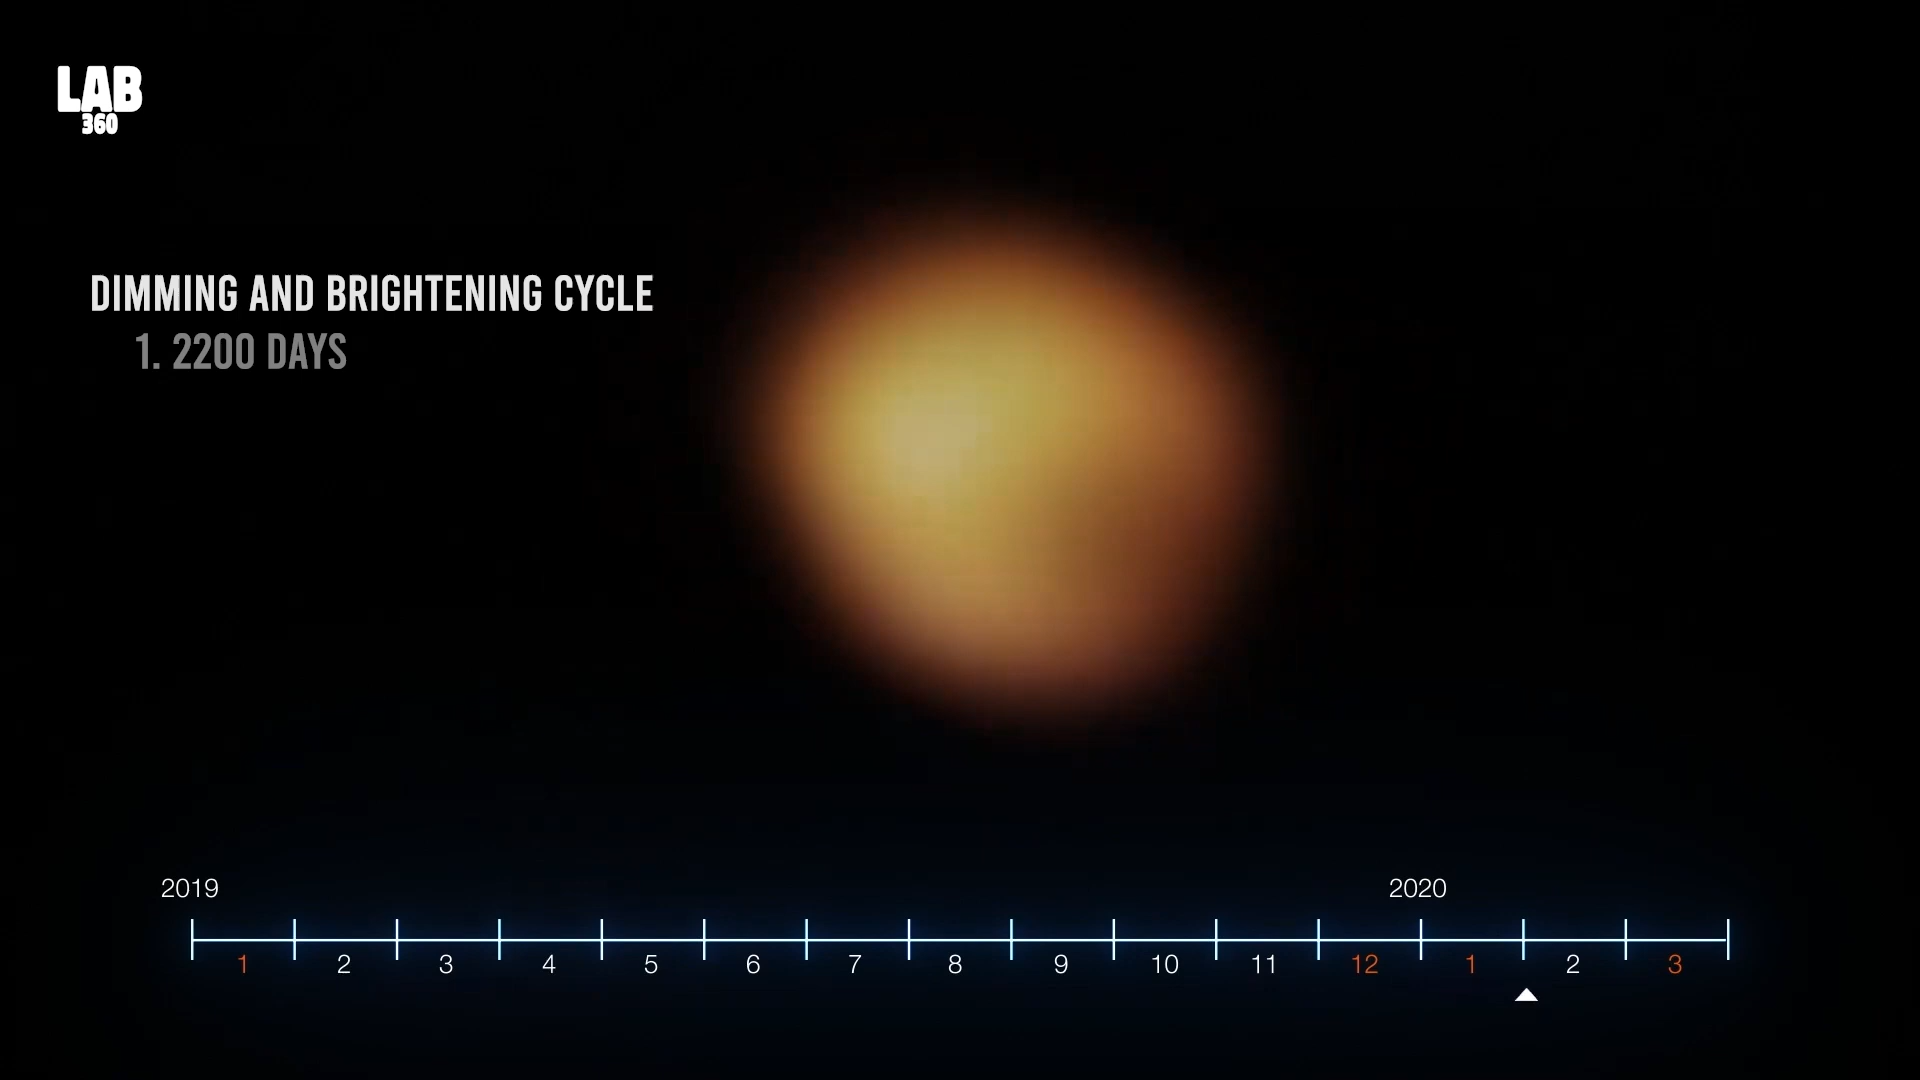 LAB
360
DIMMING AND BRIGHTENING CYCLE
1. 2200 DAYS
2019 2020
1 2 3 4 5 6 7 8 9 10 11 12 1 2 3